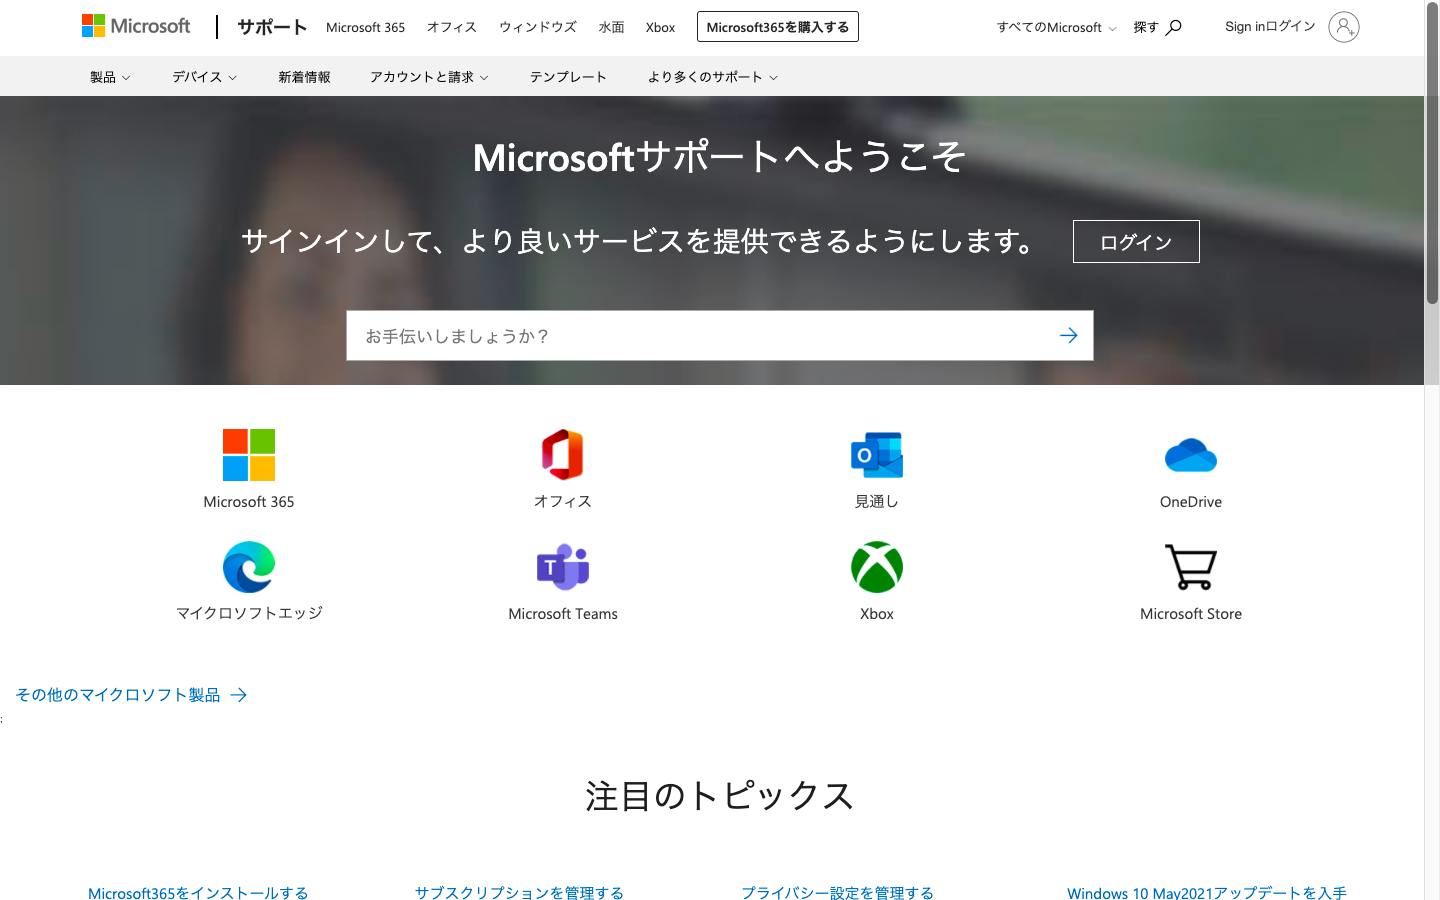 Microsoft
サポート
Microsoft 365
オフィス
ウィンドウズ
水面
Xbox
Microsoft365を購入する
すべてのMicrosoft
探す
Sign inログイン
製品
デバイス
新着情報
アカウントと請求
テンプレート
より多くのサポート
Microsoftサポートへようこそ
サインインして、より良いサービスを提供できるようにします。
ログイン
お手伝いしましょうか？
Microsoft 365
オフィス
見通し
OneDrive
マイクロソフトエッジ
Microsoft Teams
Xbox
Microsoft Store
その他のマイクロソフト製品
;
注目のトピックス
Microsoft365をインストールする
サブスクリプションを管理する
プライバシー設定を管理する
Windows 10 May2021アップデートを入手